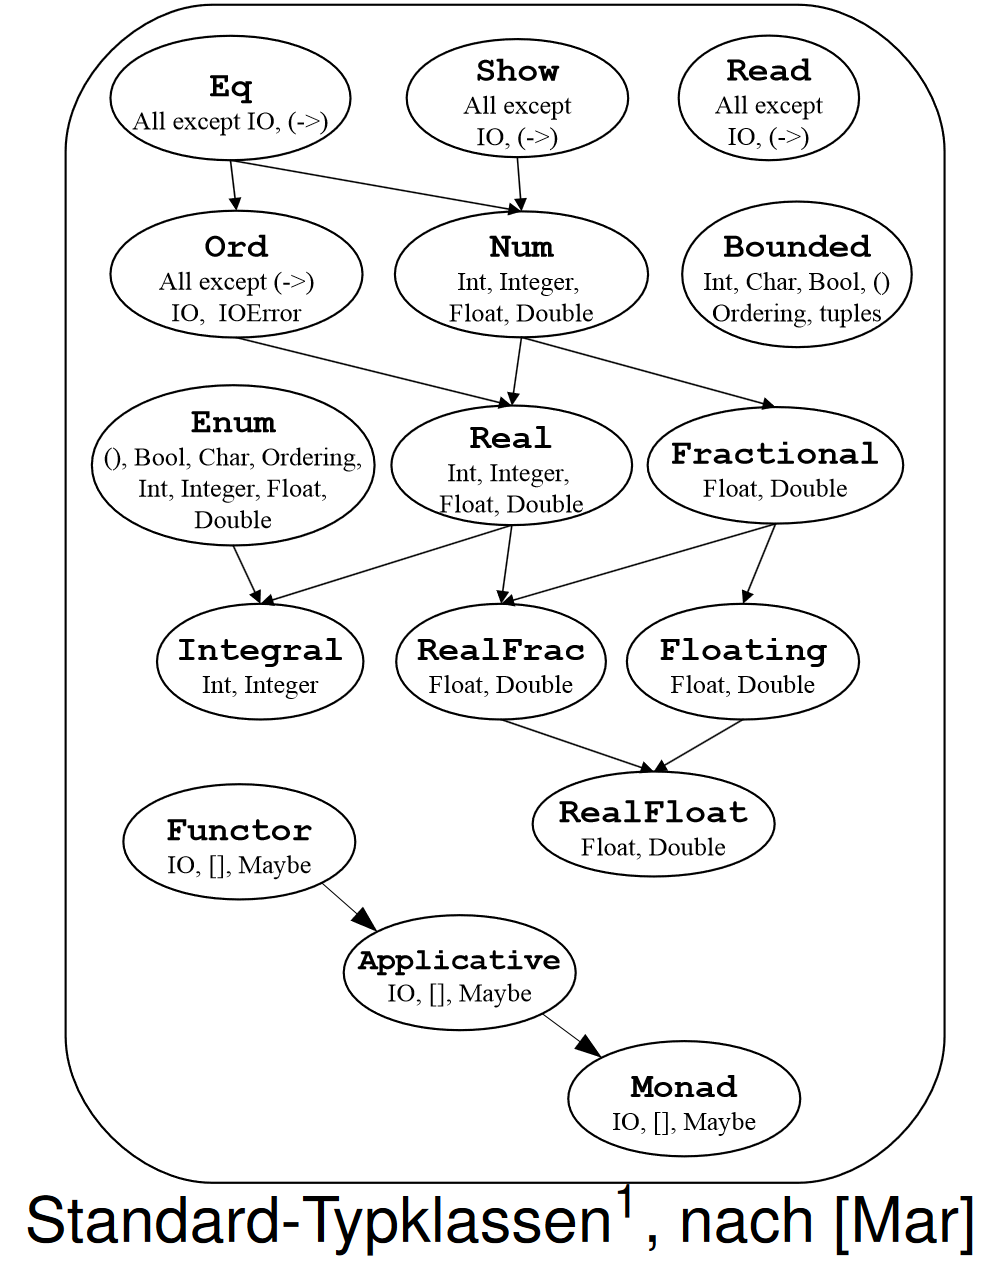 Eq
All except IO, (->)
Show
All except
IO, (->)
Read
All except
IO, (->)
Ord
All except (->)
IO, IOError
Num
Int, Integer,
Float, Double
Bounded
Int, Char, Bool, ()
Ordering, tuples
Enum
(), Bool, Char, Ordering,
Int, Integer, Float,
Double
Real
Int, Integer,
Float, Double
Fractional
Float, Double
Integral
Int, Integer
RealFrac
Float, Double
Floating
Float, Double
RealFloat
Float, Double
Functor
IO, [], Maybe
Applicative
IO, [], Maybe
Monad
IO, [], Maybe
Standard-Typklassen¹, nach [Mar]